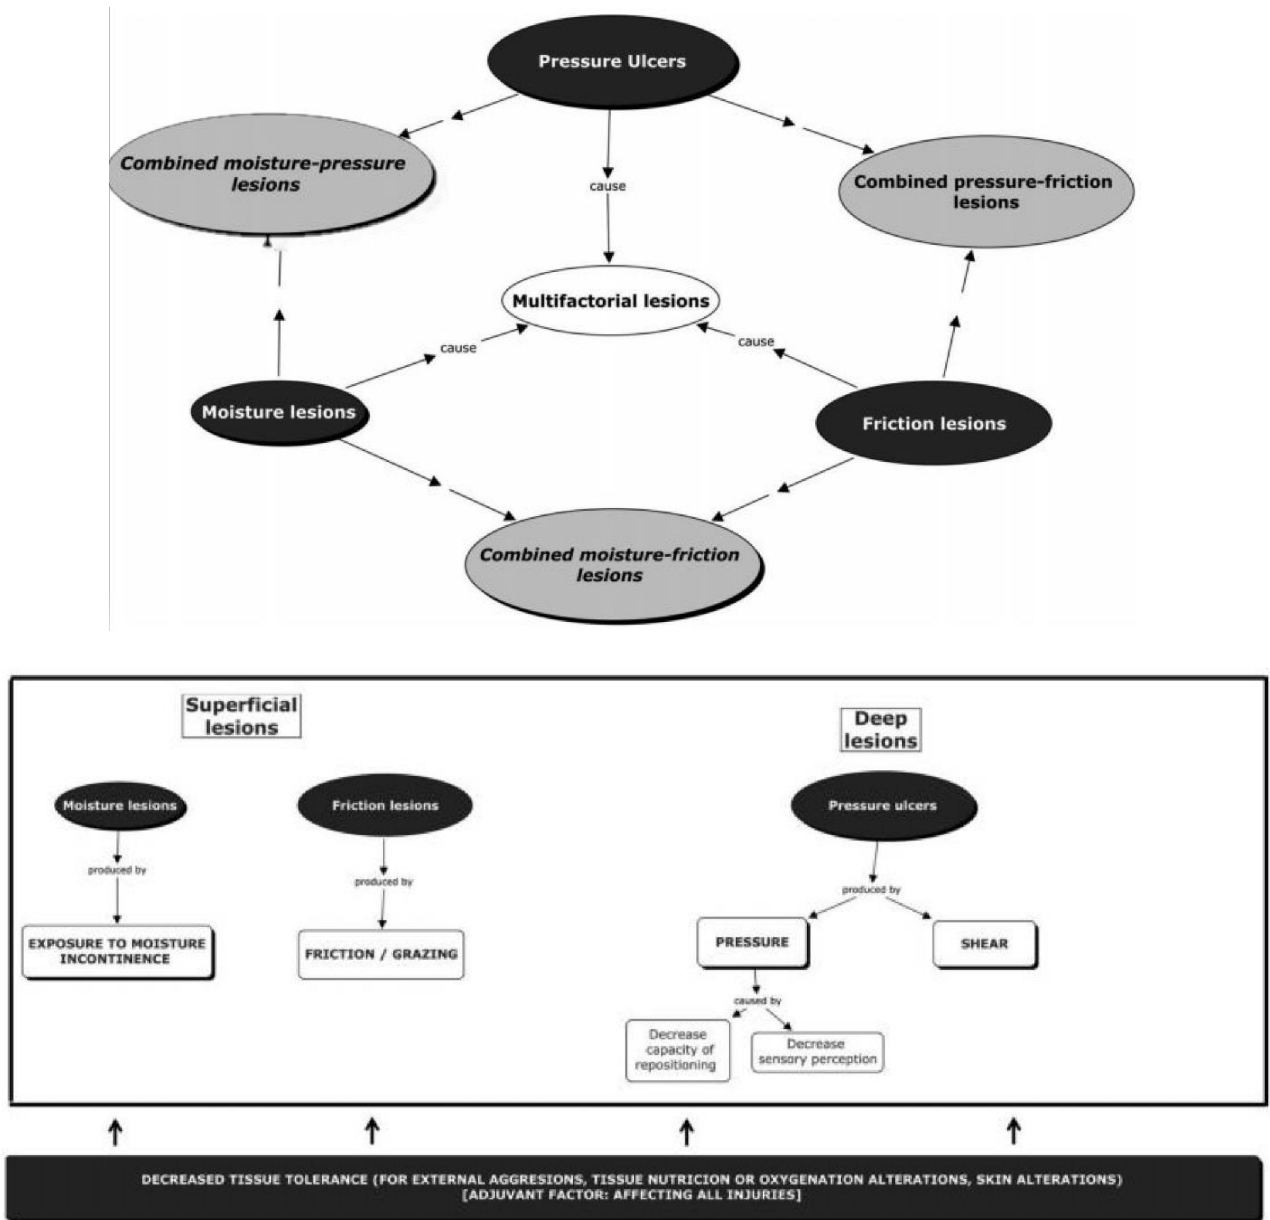 Pressure Ulcers
Combined moisture-pressure
lesions
Combined pressure-friction
lesions
cause
Multifactorial lesions
cause
cause
Moisture lesions
Friction lesions
Combined moisture-friction
lesions
Superficial
lesions
Deep
lesions
Moisture lesions
Friction lesions
Pressure ulcers
produced by
produced by
produced by
EXPOSURE TO MOISTURE
INCONTINENCE
FRICTION / GRAZING
PRESSURE
SHEAR
caused by
Decrease
capacity of
repositioning
Decrease
sensory perception
DECREASED TISSUE TOLERANCE (FOR EXTERNAL AGGRESIONS, TISSUE NUTRICION OR OXYGENATION ALTERATIONS, SKIN ALTERATIONS)
[ADJUVANT FACTOR: AFFECTING ALL INJURIES]